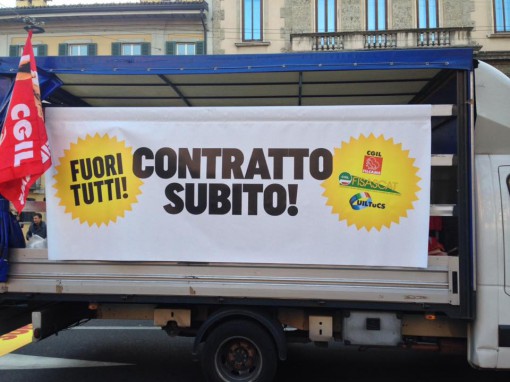 CGIL
FUORI
TUTTI!
CONTRATTO
SUBITO!
CGIL
FILCAMS
FISASCAT
UILTuCS